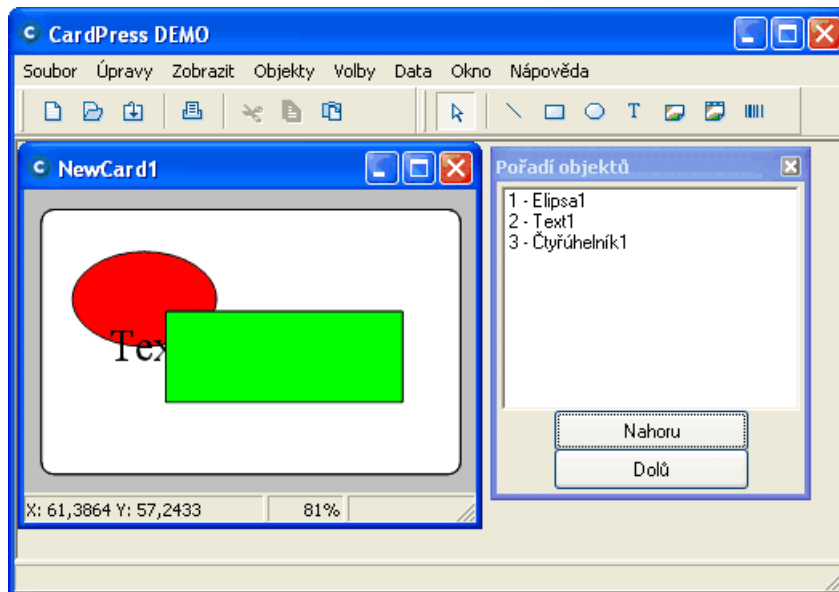 CardPress DEMO
Soubor Úpravy Zobrazit Objekty Volby Data Okno Nápověda
T
NewCard1
Tex
X: 61,3864 Y: 57,2433 81%
Pořadí objektů
1 - Elipsa1
2 - Text1
3 - Čtyřúhelník1
Nahoru
Dolů